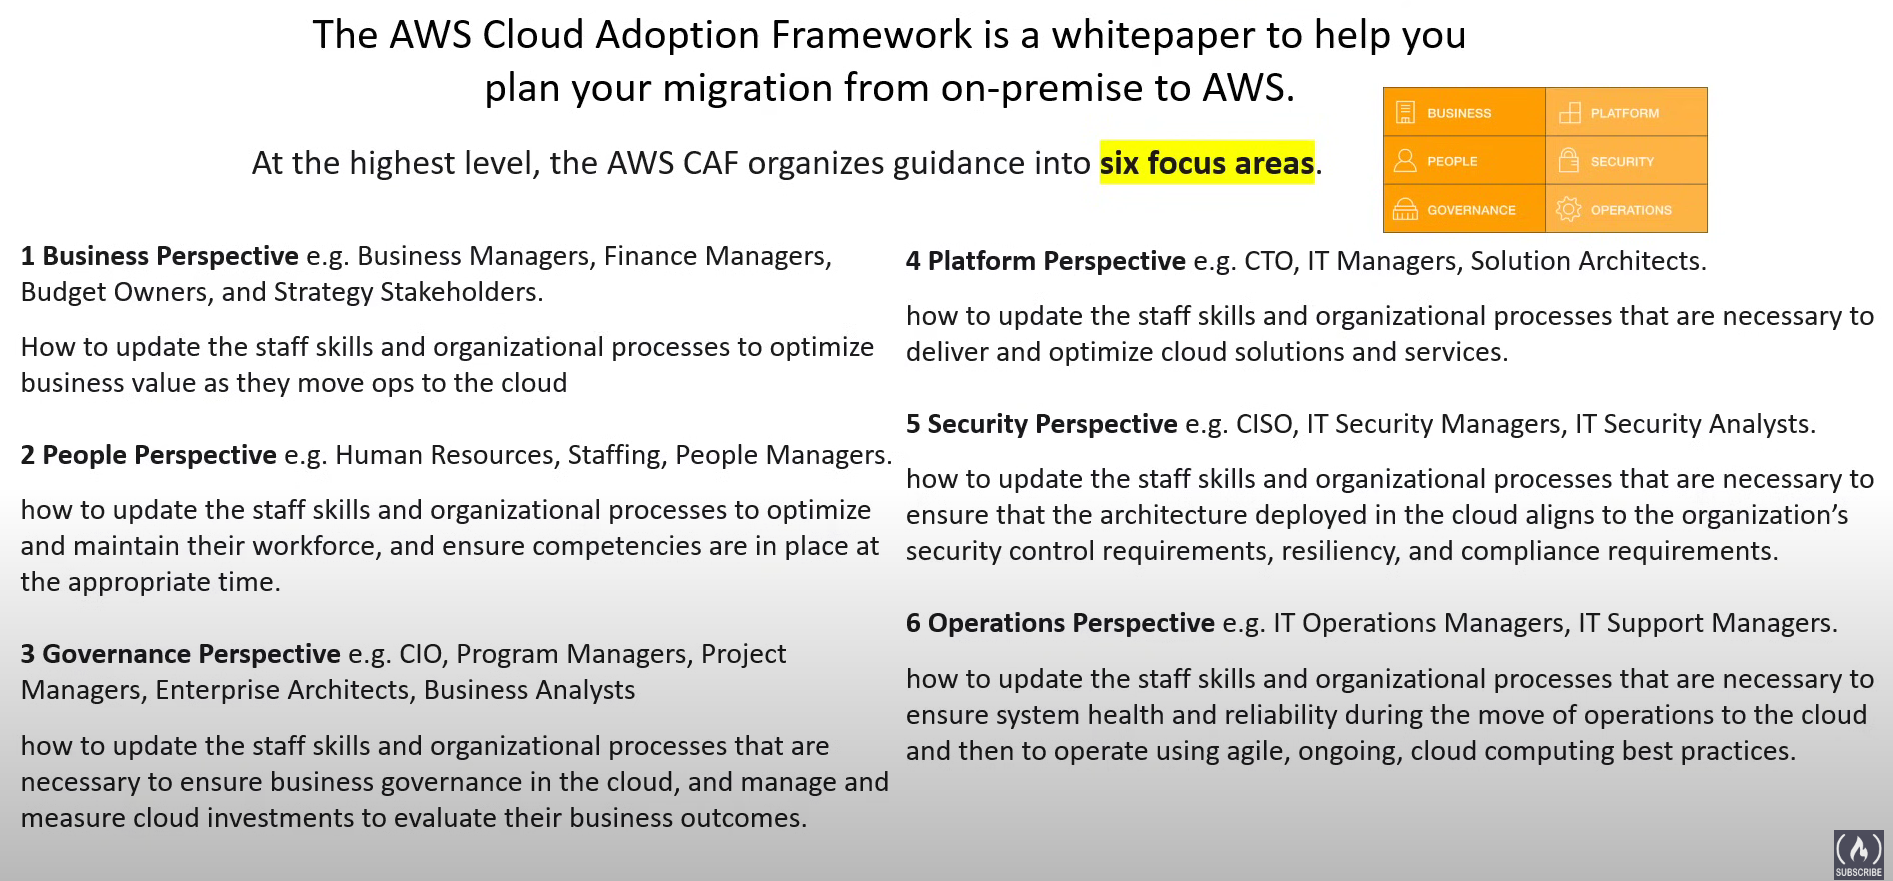 The AWS Cloud Adoption Framework is a whitepaper to help you
plan your migration from on-premise to AWS.
At the highest level, the AWS CAF organizes guidance into six focus areas.
BUSINESS
PLATFORM
PEOPLE
SECURITY
GOVERNANCE
OPERATIONS
1 Business Perspective e.g. Business Managers, Finance Managers,
Budget Owners, and Strategy Stakeholders.
How to update the staff skills and organizational processes to optimize
business value as they move ops to the cloud
2 People Perspective e.g. Human Resources, Staffing, People Managers.
how to update the staff skills and organizational processes to optimize
and maintain their workforce, and ensure competencies are in place at
the appropriate time.
3 Governance Perspective e.g. CIO, Program Managers, Project
Managers, Enterprise Architects, Business Analysts
how to update the staff skills and organizational processes that are
necessary to ensure business governance in the cloud, and manage and
measure cloud investments to evaluate their business outcomes.
4 Platform Perspective e.g. CTO, IT Managers, Solution Architects.
how to update the staff skills and organizational processes that are necessary to
deliver and optimize cloud solutions and services.
5 Security Perspective e.g. CISO, IT Security Managers, IT Security Analysts.
how to update the staff skills and organizational processes that are necessary to
ensure that the architecture deployed in the cloud aligns to the organization’s
security control requirements, resiliency, and compliance requirements.
6 Operations Perspective e.g. IT Operations Managers, IT Support Managers.
how to update the staff skills and organizational processes that are necessary to
ensure system health and reliability during the move of operations to the cloud
and then to operate using agile, ongoing, cloud computing best practices.
SUBSCRIBE